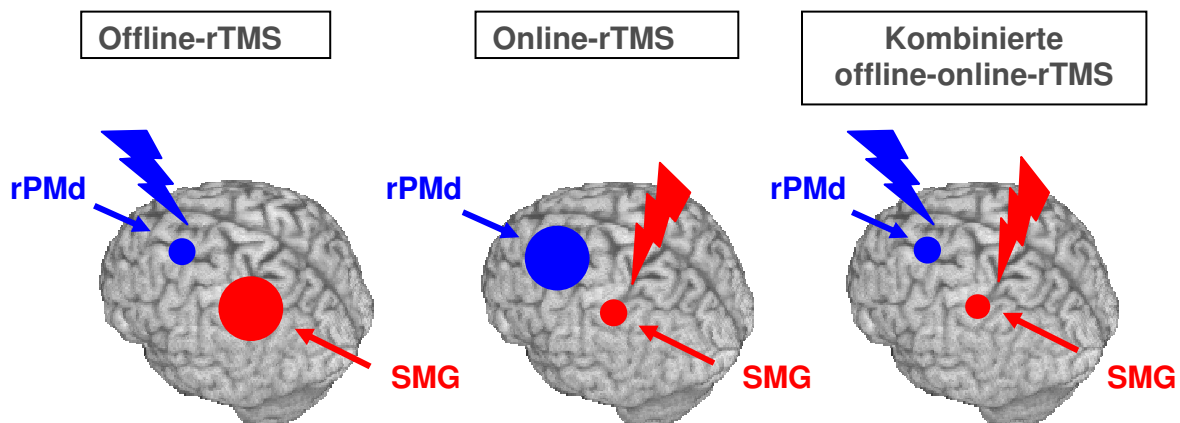 Offline-rTMS
Online-rTMS
Kombinierte
offline-online-rTMS
rPMd
SMG
rPMd
SMG
rPMd
SMG